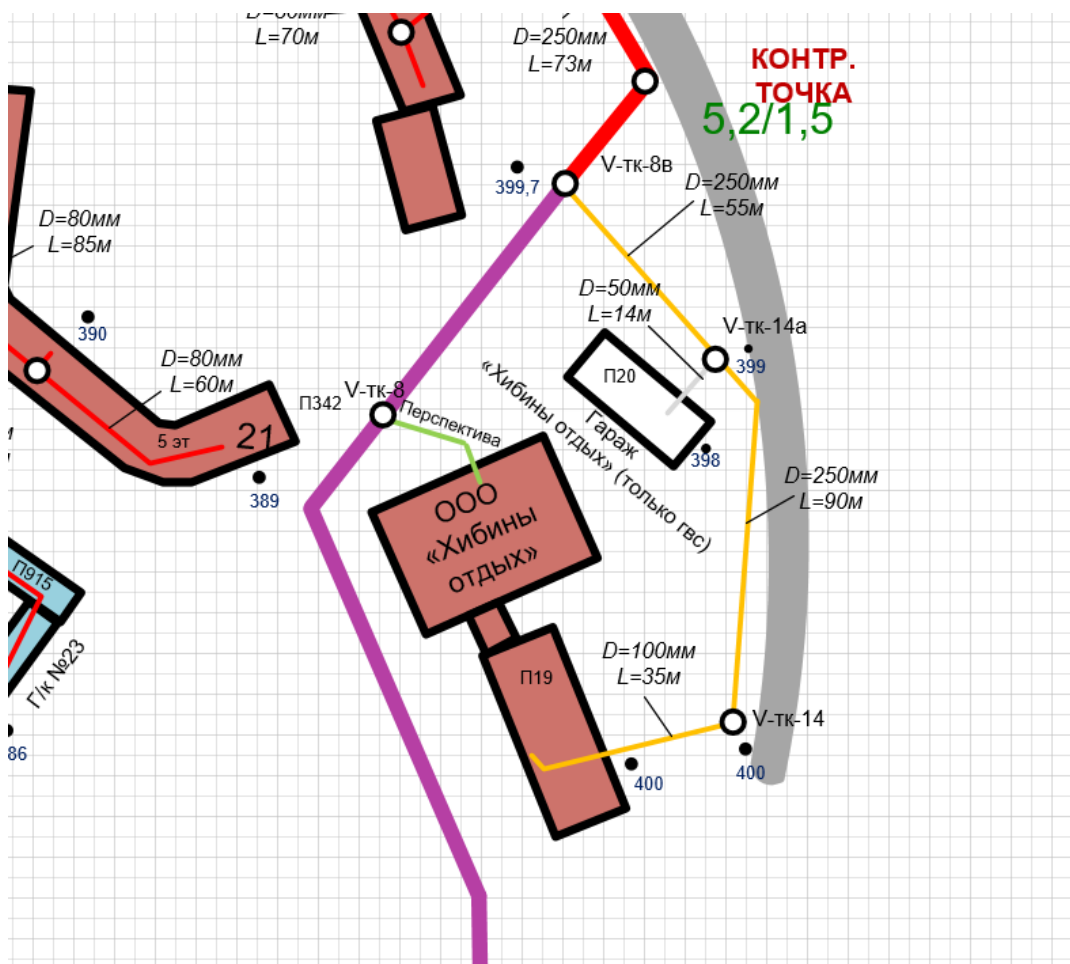 L=70м
D=250мм
L=73м
КОНТР.
ТОЧКА
5,2/1,5
V-тк-8в
399,7
D=250мм
L=55м
D=80мм
L=85м
D=50мм
L=14м
390
V-тк-14а
399
D=80мм
L=60м
П20
V-тк-8
П342
Перспектива
«Хибины
отдых» (только гвс)
Гараж
5 эт
21
398
389
D=250мм
L=90м
ООО
«Хибины
отдых»
П915
Г/к №23
D=100мм
L=35м
П19
V-тк-14
86
400
400